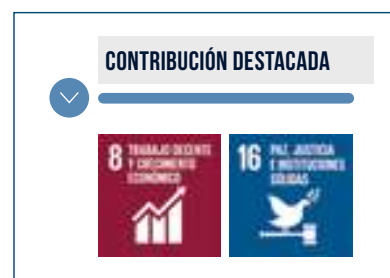 CONTRIBUCIÓN DESTACADA
8 TRABAJO DECENTE
Y CRECIMIENTO
ECONÓMICO
16 PAZ, JUSTICIA
E INSTITUCIONES
SÓLIDAS